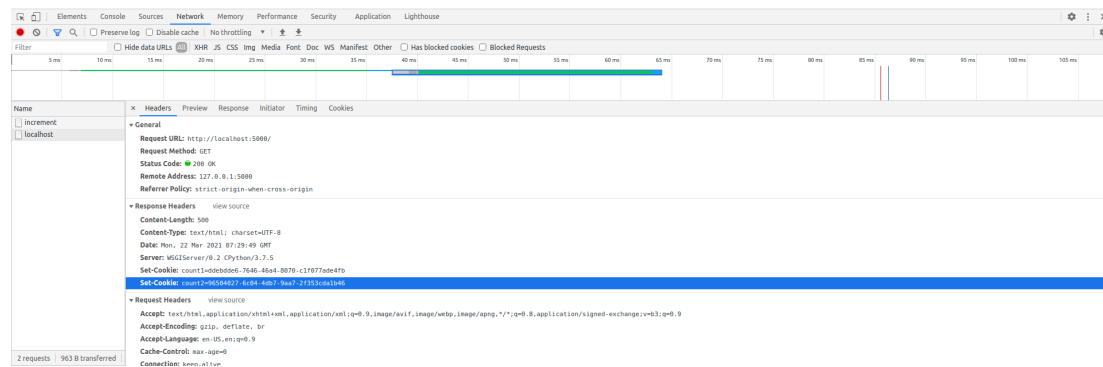 Elements Console Sources Network Memory Performance Security Application Lighthouse
Preserve log Disable cache No throttling
Filter Hide data URLs All XHR JS CSS Img Media Font Doc WS Manifest Other Has blocked cookies Blocked Requests
5 ms 10 ms 15 ms 20 ms 25 ms 30 ms 35 ms 40 ms 45 ms 50 ms 55 ms 60 ms 65 ms 70 ms 75 ms 80 ms 85 ms 90 ms 95 ms 100 ms 105 ms
Name × Headers Preview Response Initiator Timing Cookies
increment
localhost
General
Request URL: http://localhost:5000/
Request Method: GET
Status Code: 200 OK
Remote Address: 127.0.0.1:5000
Referrer Policy: strict-origin-when-cross-origin
Response Headers view source
Content-Length: 500
Content-Type: text/html; charset=UTF-8
Date: Mon, 22 Mar 2021 07:29:49 GMT
Server: WSGIServer/0.2 CPython/3.7.5
Set-Cookie: count1=ddebdde6-7646-46a4-8070-c1f077ade4fb
Set-Cookie: count2=96504027-6c04-4db7-9aa7-2f353cda1b46
Request Headers view source
Accept: text/html,application/xhtml+xml,application/xml;q=0.9,image/avif,image/webp,image/apng,*/*;q=0.8,application/signed-exchange;v=b3;q=0.9
Accept-Encoding: gzip, deflate, br
Accept-Language: en-US,en;q=0.9
Cache-Control: max-age=0
Connection: keep-alive
2 requests 963 B transferred